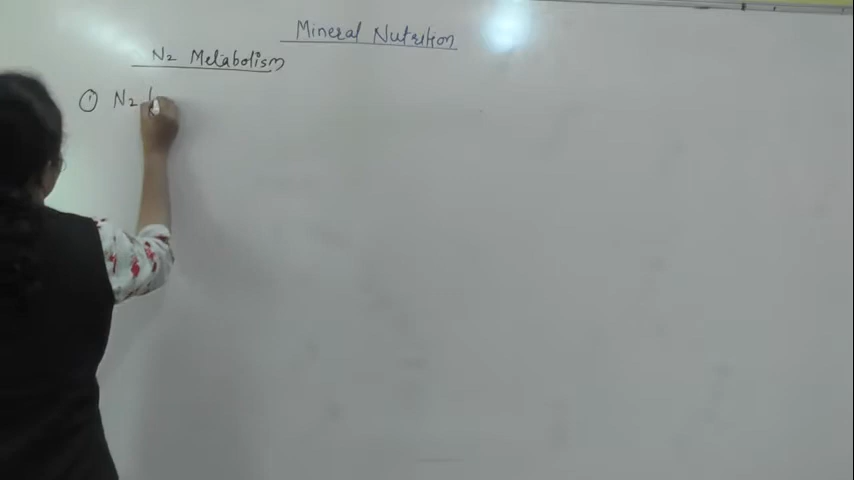 Mineral Nutrition
N2 Metabolism
① N2